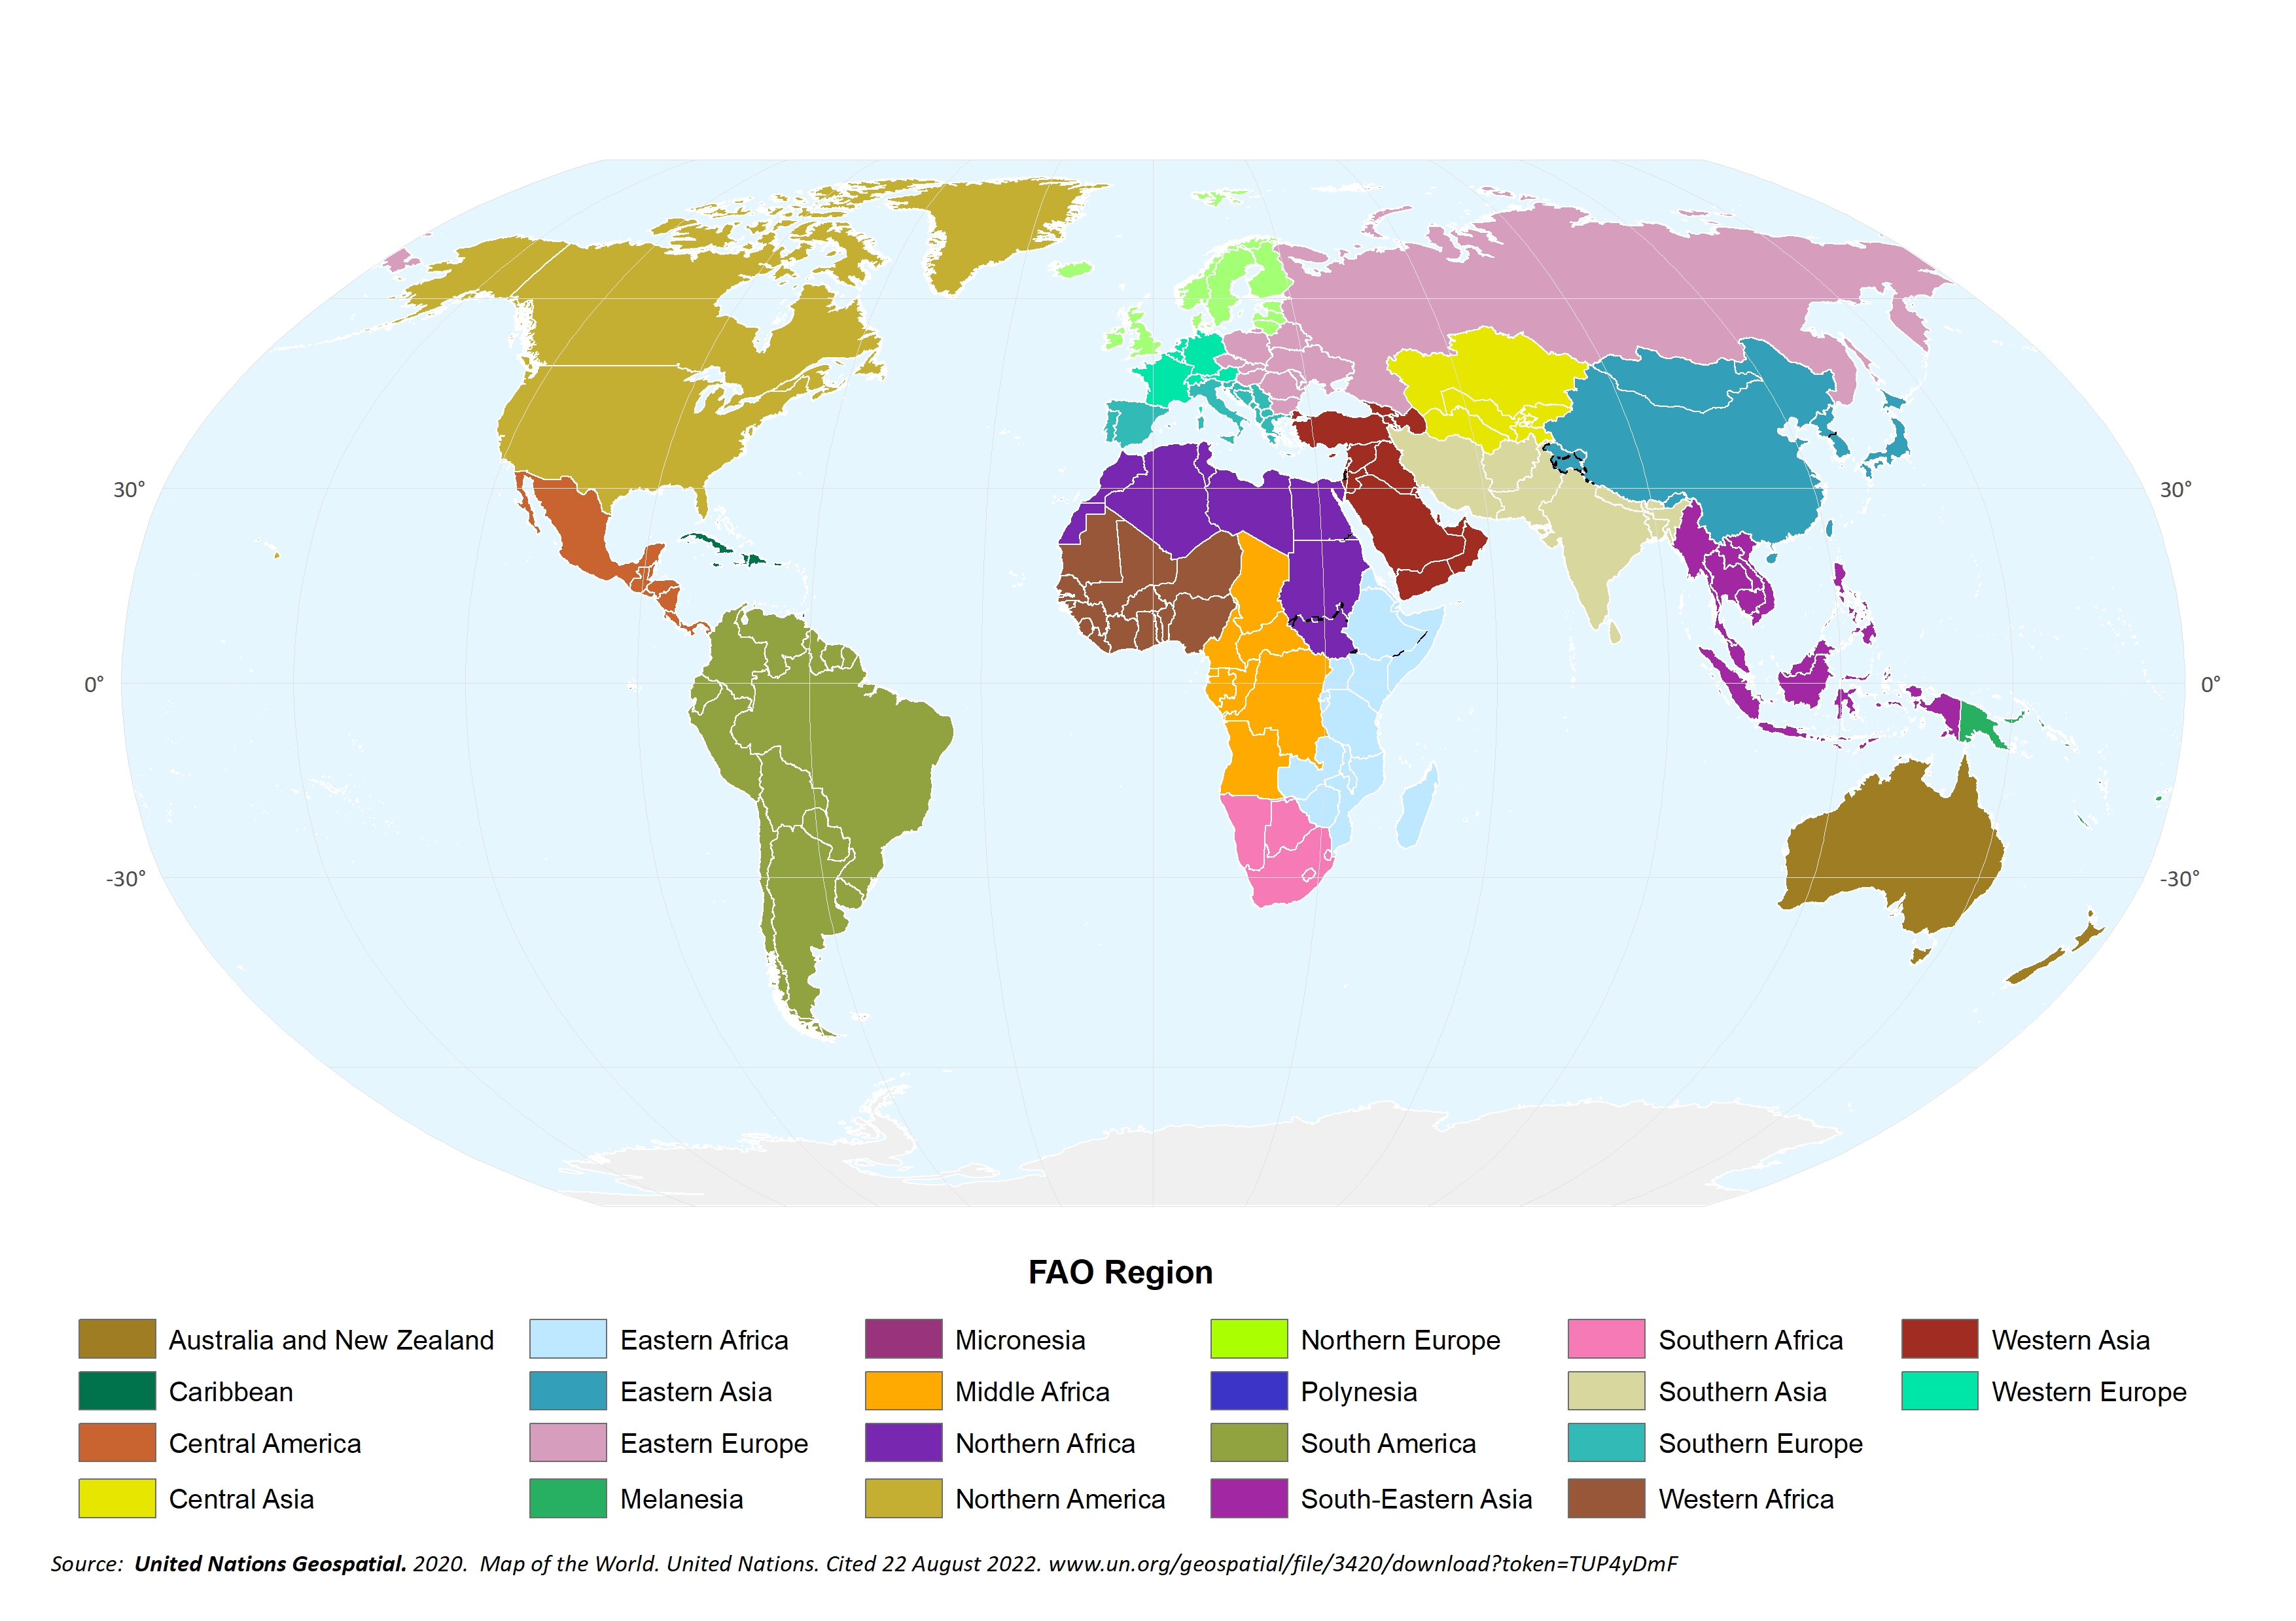 30°
30°
0°
0°
-30°
-30°
FAO Region
Australia and New Zealand
Caribbean
Central America
Central Asia
Eastern Africa
Eastern Asia
Eastern Europe
Melanesia
Micronesia
Middle Africa
Northern Africa
Northern America
Northern Europe
Polynesia
South America
South-Eastern Asia
Southern Africa
Southern Asia
Southern Europe
Western Africa
Western Asia
Western Europe
Source: United Nations Geospatial. 2020. Map of the World. United Nations. Cited 22 August 2022. www.un.org/geospatial/file/3420/download?token=TUP4yDmF